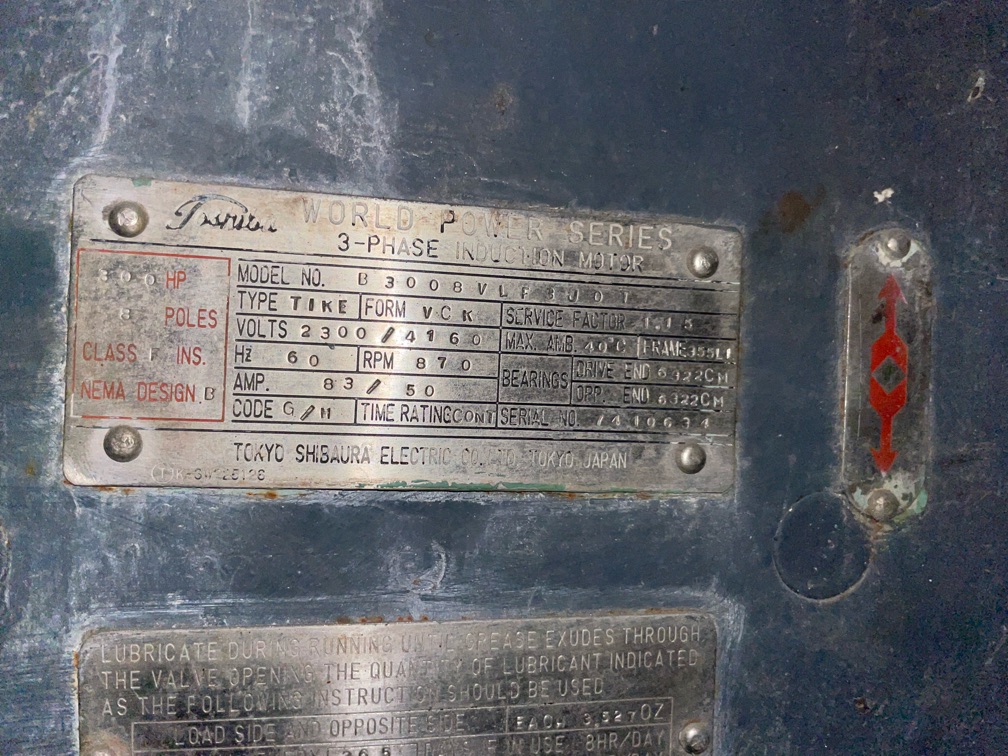 Toshiba WORLD POWER SERIES
3-PHASE INDUCTION MOTOR
300 HP
8 POLES
CLASS F INS.
NEMA DESIGN B
MODEL NO. B3008VLF3U01
TYPE TIKE FORM VCK SERVICE FACTOR 1.15
VOLTS 2300/4160 MAX. AMB. 40°C FRAME
Hz 60 RPM 870 BEARINGS DRIVE END 6322CM
AMP. 83/50 OPP. END 6322CM
CODE G/H TIME RATING CONT SERIAL NO. 7410634
TOKYO SHIBAURA ELECTRIC CO., LTD. TOKYO JAPAN
LUBRICATE DURING RUNNING UNTIL GREASE EXUDES THROUGH
THE VALVE OPENING THE QUANTITY OF LUBRICANT INDICATED
AS THE FOLLOWING INSTRUCTION SHOULD BE USED
LOAD SIDE AND OPPOSITE SIDE EACH 3.527OZ
IN USE 8HR/DAY